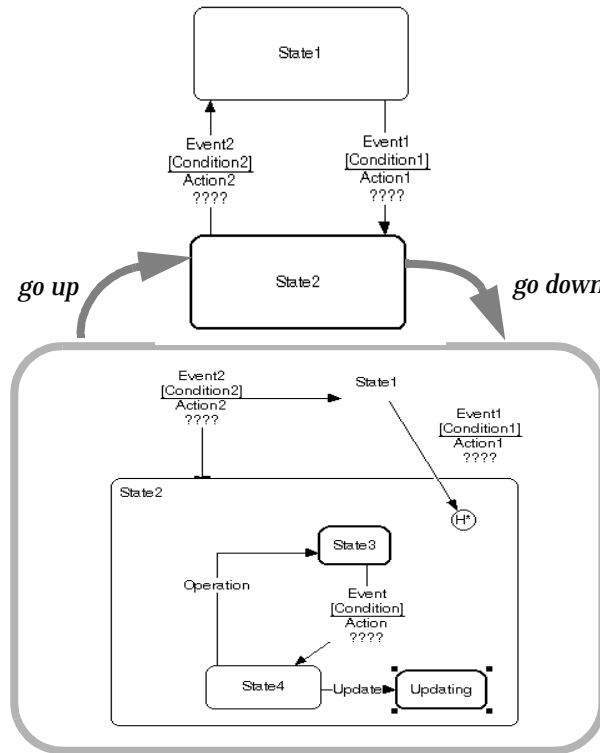 State1
Event2
[Condition2]
Action2
????
Event1
[Condition1]
Action1
????
go up
State2
go down
Event2
[Condition2]
Action2
????
State1
Event1
[Condition1]
Action1
????
State2
H*
State3
Operation
Event
[Condition]
Action
????
State4
Update
Updating